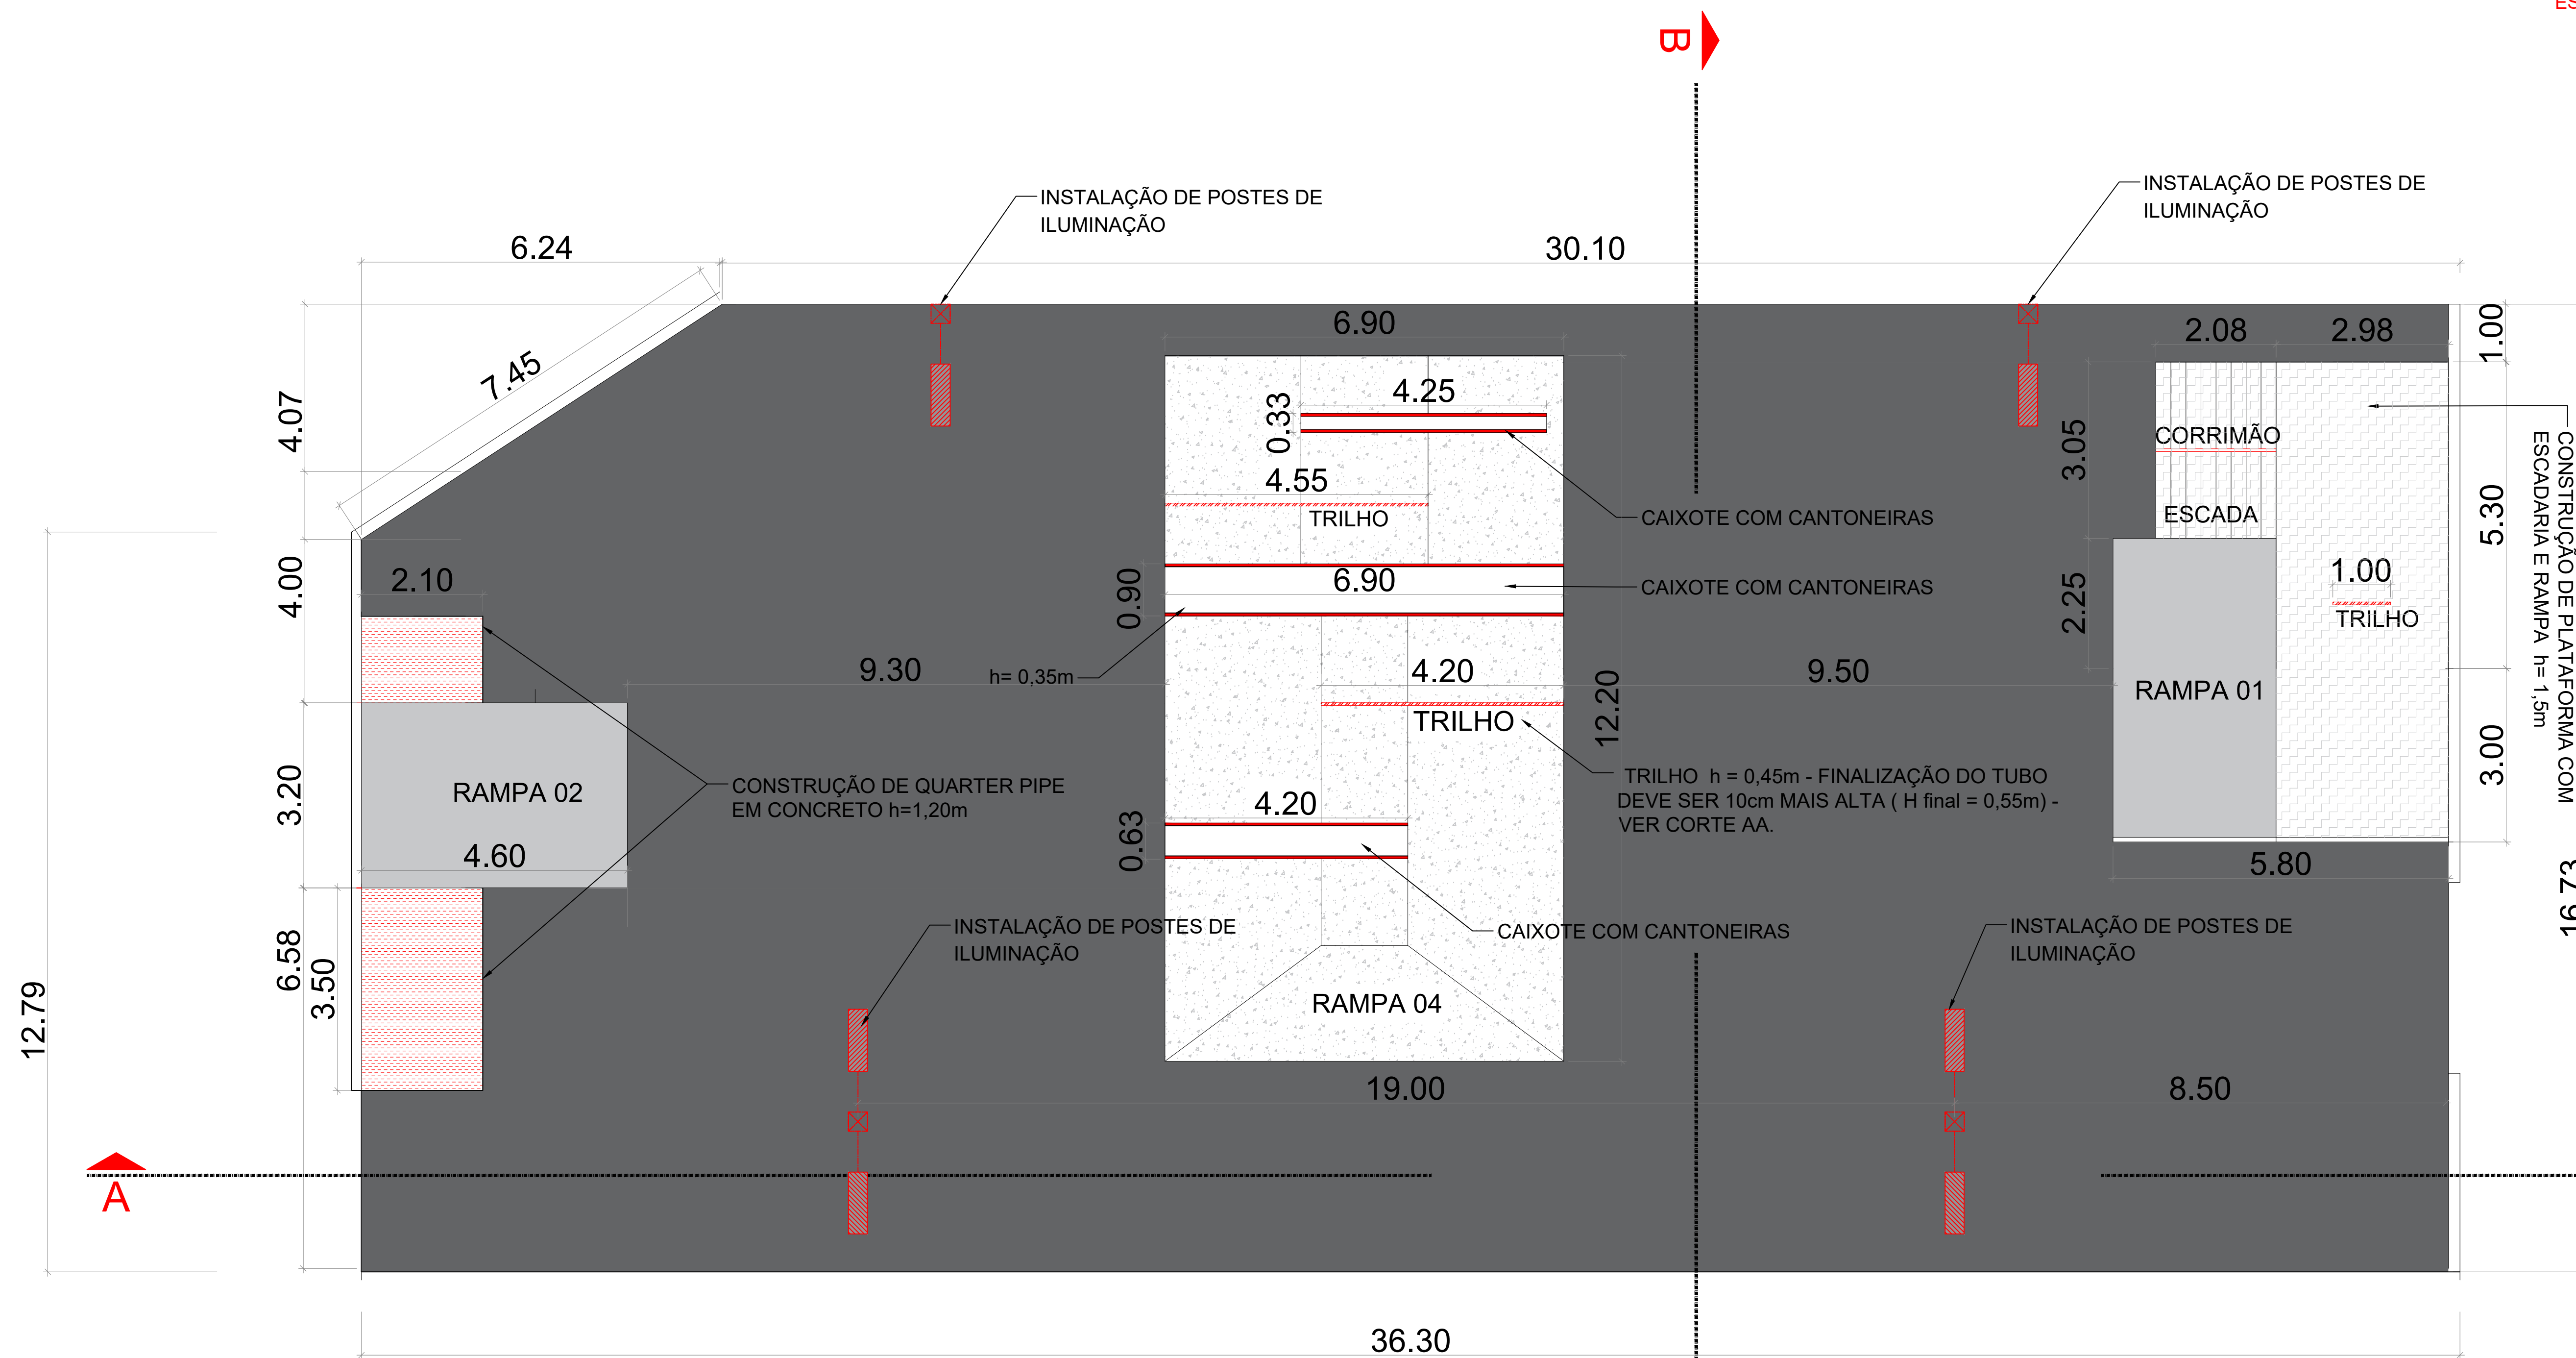 ES
B
INSTALAÇÃO DE POSTES DE
ILUMINAÇÃO
INSTALAÇÃO DE POSTES DE
ILUMINAÇÃO
6.24
30.10
7.45
4.07
6.90
2.08
2.98
1.00
4.25
0.33
4.55
TRILHO
CAIXOTE COM CANTONEIRAS
3.05
CORRIMÃO
ESCADA
5.30
CONSTRUÇÃO DE PLATAFORMA COM
ESCADARIA E RAMPA h= 1,5m
4.00
2.10
0.90
6.90
CAIXOTE COM CANTONEIRAS
2.25
1.00
TRILHO
9.30
h= 0,35m
4.20
TRILHO
12.20
9.50
RAMPA 01
3.20
RAMPA 02
4.60
CONSTRUÇÃO DE QUARTER PIPE
EM CONCRETO h=1,20m
4.20
0.63
TRILHO h = 0,45m - FINALIZAÇÃO DO TUBO
DEVE SER 10cm MAIS ALTA ( H final = 0,55m) -
VER CORTE AA.
3.00
5.80
16.73
6.58
3.50
12.79
INSTALAÇÃO DE POSTES DE
ILUMINAÇÃO
CAIXOTE COM CANTONEIRAS
INSTALAÇÃO DE POSTES DE
ILUMINAÇÃO
RAMPA 04
19.00
8.50
A
36.30